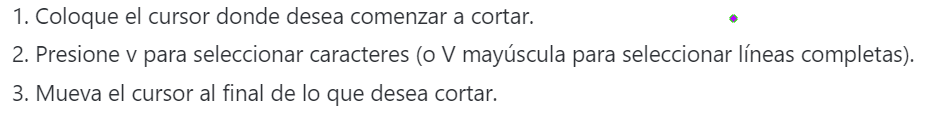 1. Coloque el cursor donde desea comenzar a cortar.
2. Presione v para seleccionar caracteres (o V mayúscula para seleccionar líneas completas).
3. Mueva el cursor al final de lo que desea cortar.